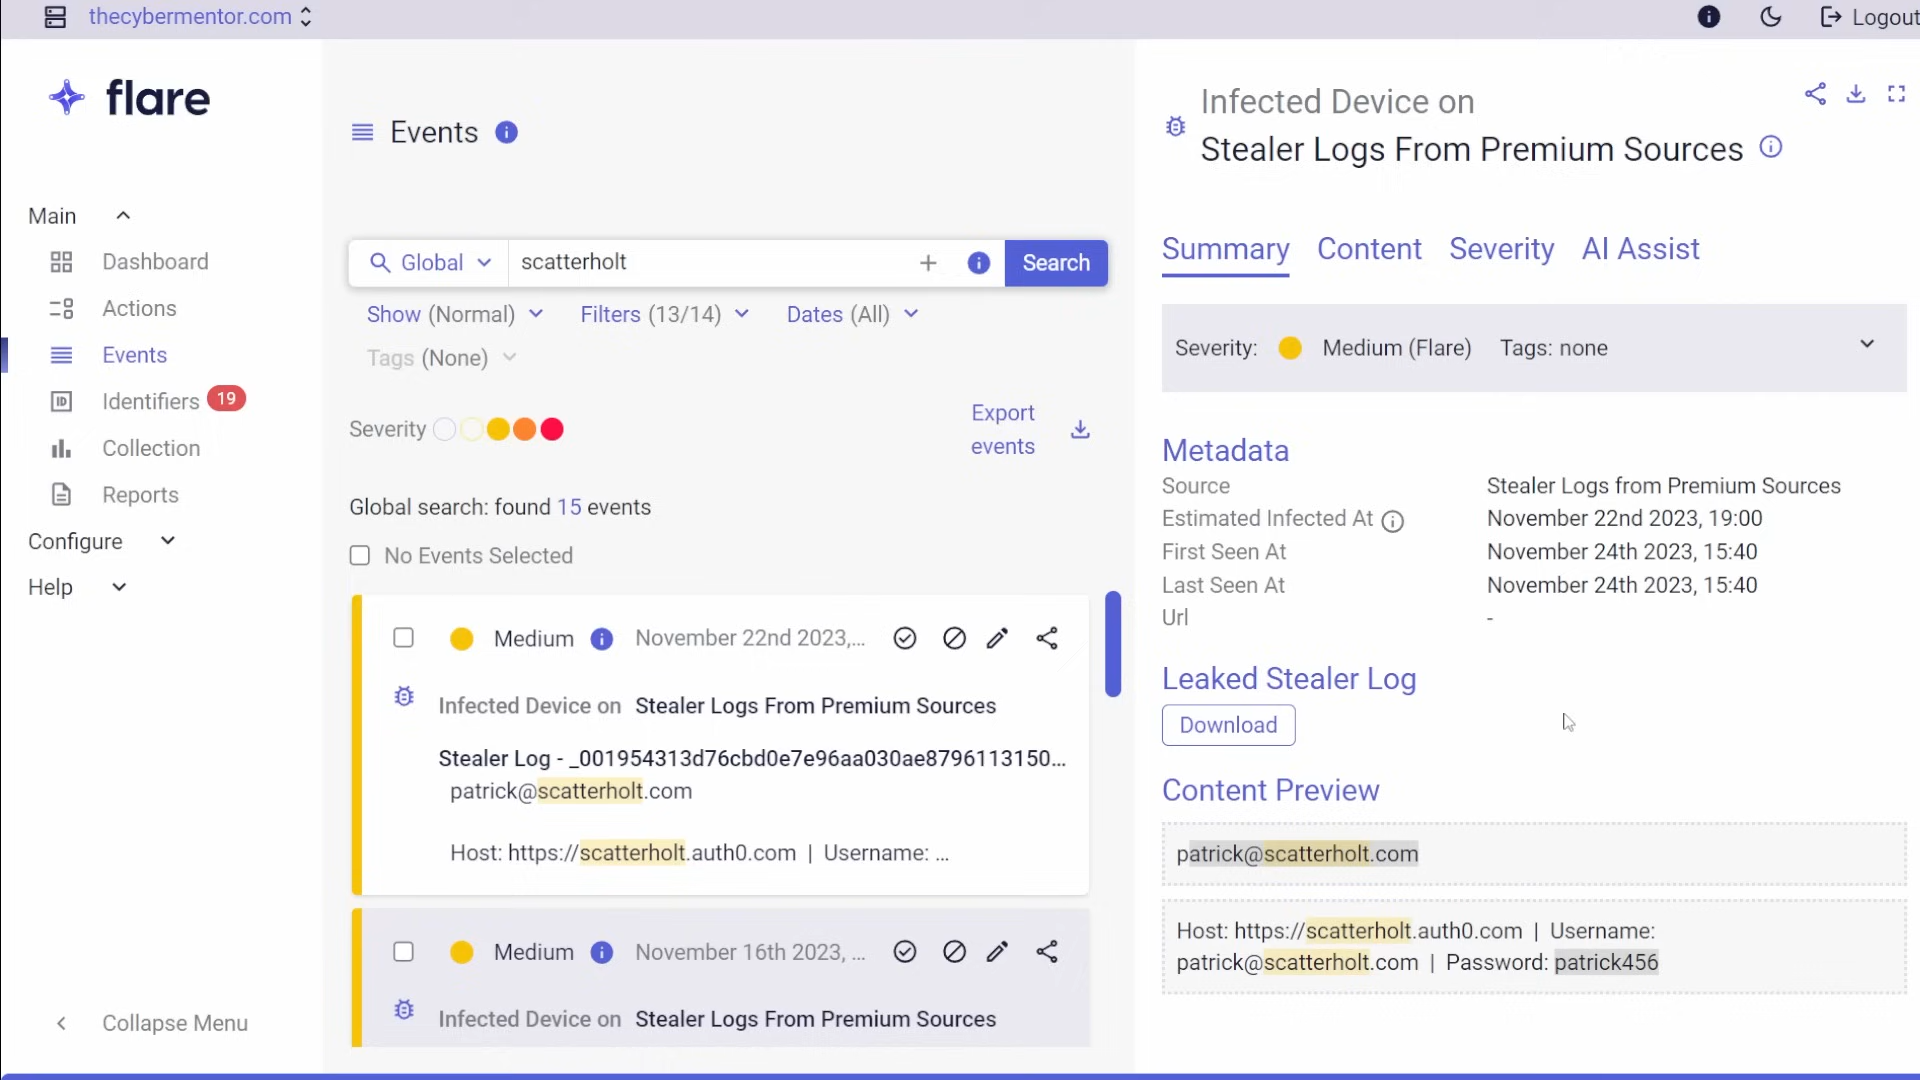 thecybermentor.com
Logout
flare
Main
Dashboard
Actions
Events
Identifiers 19
Collection
Reports
Configure
Help
Collapse Menu
Events
Global scatterholt Search
Show (Normal) Filters (13/14) Dates (All)
Tags (None)
Severity
Export
events
Global search: found 15 events
No Events Selected
Medium November 22nd 2023,...
Infected Device on Stealer Logs From Premium Sources
Stealer Log - _001954313d76cbd0e7e96aa030ae8796113150...
patrick@scatterholt.com
Host: https://scatterholt.auth0.com | Username: ...
Medium November 16th 2023, ...
Infected Device on Stealer Logs From Premium Sources
Infected Device on
Stealer Logs From Premium Sources
Summary Content Severity AI Assist
Severity: Medium (Flare) Tags: none
Metadata
Source Stealer Logs from Premium Sources
Estimated Infected At November 22nd 2023, 19:00
First Seen At November 24th 2023, 15:40
Last Seen At November 24th 2023, 15:40
Url -
Leaked Stealer Log
Download
Content Preview
patrick@scatterholt.com
Host: https://scatterholt.auth0.com | Username:
patrick@scatterholt.com | Password: patrick456